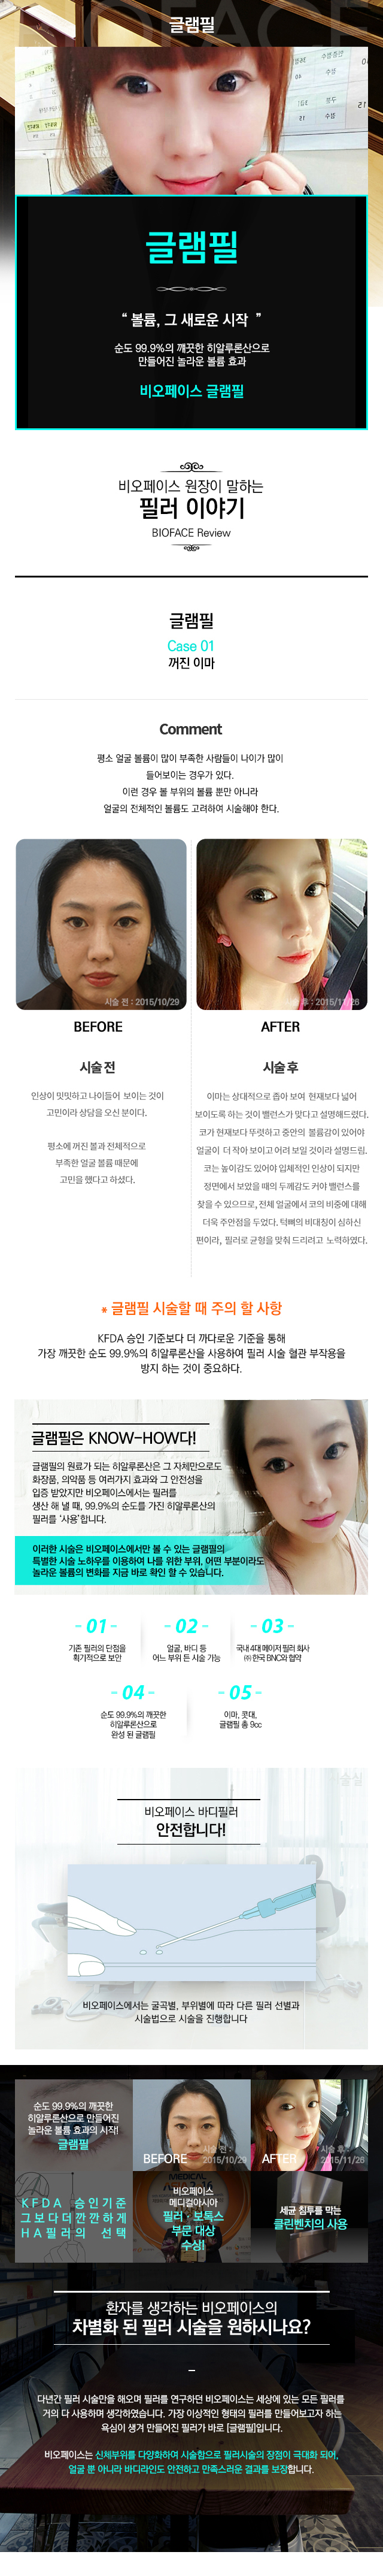 BIOFACE
글램필
글램필
“ 볼륨, 그 새로운 시작 ”
순도 99.9%의 깨끗한 히알루론산으로
만들어진 놀라운 볼륨 효과
비오페이스 글램필
비오페이스 원장이 말하는
필러 이야기
BIOFACE Review
글램필
Case 01
꺼진 이마
Comment
평소 얼굴 볼륨이 많이 부족한 사람들이 나이가 많이
들어보이는 경우가 있다.
이런 경우 볼 부위의 볼륨 뿐만 아니라
얼굴의 전체적인 볼륨도 고려하여 시술해야 한다.
시술 전 : 2015/10/29
시술 후 : 2015/11/26
BEFORE
AFTER
시술 전
인상이 밋밋하고 나이들어 보이는 것이
고민이라 상담을 오신 분이다.
평소에 꺼진 볼과 전체적으로
부족한 얼굴 볼륨 때문에
고민을 했다고 하셨다.
시술 후
이마는 상대적으로 좁아 보여 현재보다 넓어
보이도록 하는 것이 밸런스가 맞다고 설명해드렸다.
코가 현재보다 뚜렷하고 중안의 볼륨감이 있어야
얼굴이 더 작아 보이고 어려 보일 것이라 설명드림.
코는 높이감도 있어야 입체적인 인상이 되지만
정면에서 보았을 때의 두께감도 커야 밸런스를
찾을 수 있으므로, 전체 얼굴에서 코의 비중에 대해
더욱 주안점을 두었다. 턱뼈의 비대칭이 심하신
편이라, 필러로 균형을 맞춰 드리려고 노력하였다.
* 글램필 시술할 때 주의 할 사항
KFDA 승인 기준보다 더 까다로운 기준을 통해
가장 깨끗한 순도 99.9%의 히알루론산을 사용하여 필러 시술 혈관 부작용을
방지 하는 것이 중요하다.
글램필은 KNOW-HOW다!
글램필의 원료가 되는 히알루론산은 그 자체만으로도
화장품, 의약품 등 여러가지 효과와 그 안전성을
입증 받았지만 비오페이스에서는 필러를
생산 해 낼 때, 99.9%의 순도를 가진 히알루론산의
필러를 '사용'합니다.
이러한 시술은 비오페이스에서만 볼 수 있는 글램필의
특별한 시술 노하우를 이용하여 나를 위한 부위, 어떤 부분이라도
놀라운 볼륨의 변화를 지금 바로 확인 할 수 있습니다.
- 01 -
기존 필러의 단점을
획기적으로 보안
- 02 -
얼굴, 바디 등
어느 부위 든 시술 가능
- 03 -
국내 4대 메이저 필러 회사
㈜ 한국 BNC와 협약
- 04 -
순도 99.9%의 깨끗한
히알루론산으로
완성 된 글램필
- 05 -
이마, 콧대,
글램필 총 9cc
비오페이스 바디필러
안전합니다!
비오페이스에서는 굴곡별, 부위별에 따라 다른 필러 선별과
시술법으로 시술을 진행합니다
순도 99.9%의 깨끗한
히알루론산으로 만들어진
놀라운 볼륨 효과의 시작!
글램필
시술 전 :
BEFORE 2015/10/29
시술 후 :
AFTER 2015/11/26
KFDA 승인기준
그보다더깐깐하게
HA필러의 선택
MEDICAL
비오페이스
메디컬아시아
필러 · 보톡스
부문 대상
수상!
세균 침투를 막는
클린벤치의 사용
환자를 생각하는 비오페이스의
차별화 된 필러 시술을 원하시나요?
다년간 필러 시술만을 해오며 필러를 연구하던 비오페이스는 세상에 있는 모든 필러를
거의 다 사용하며 생각하였습니다. 가장 이상적인 형태의 필러를 만들어보고자 하는
욕심이 생겨 만들어진 필러가 바로 [글램필]입니다.
비오페이스는 신체부위를 다양화하여 시술함으로 필러시술의 장점이 극대화 되어,
얼굴 뿐 아니라 바디라인도 안전하고 만족스러운 결과를 보장합니다.